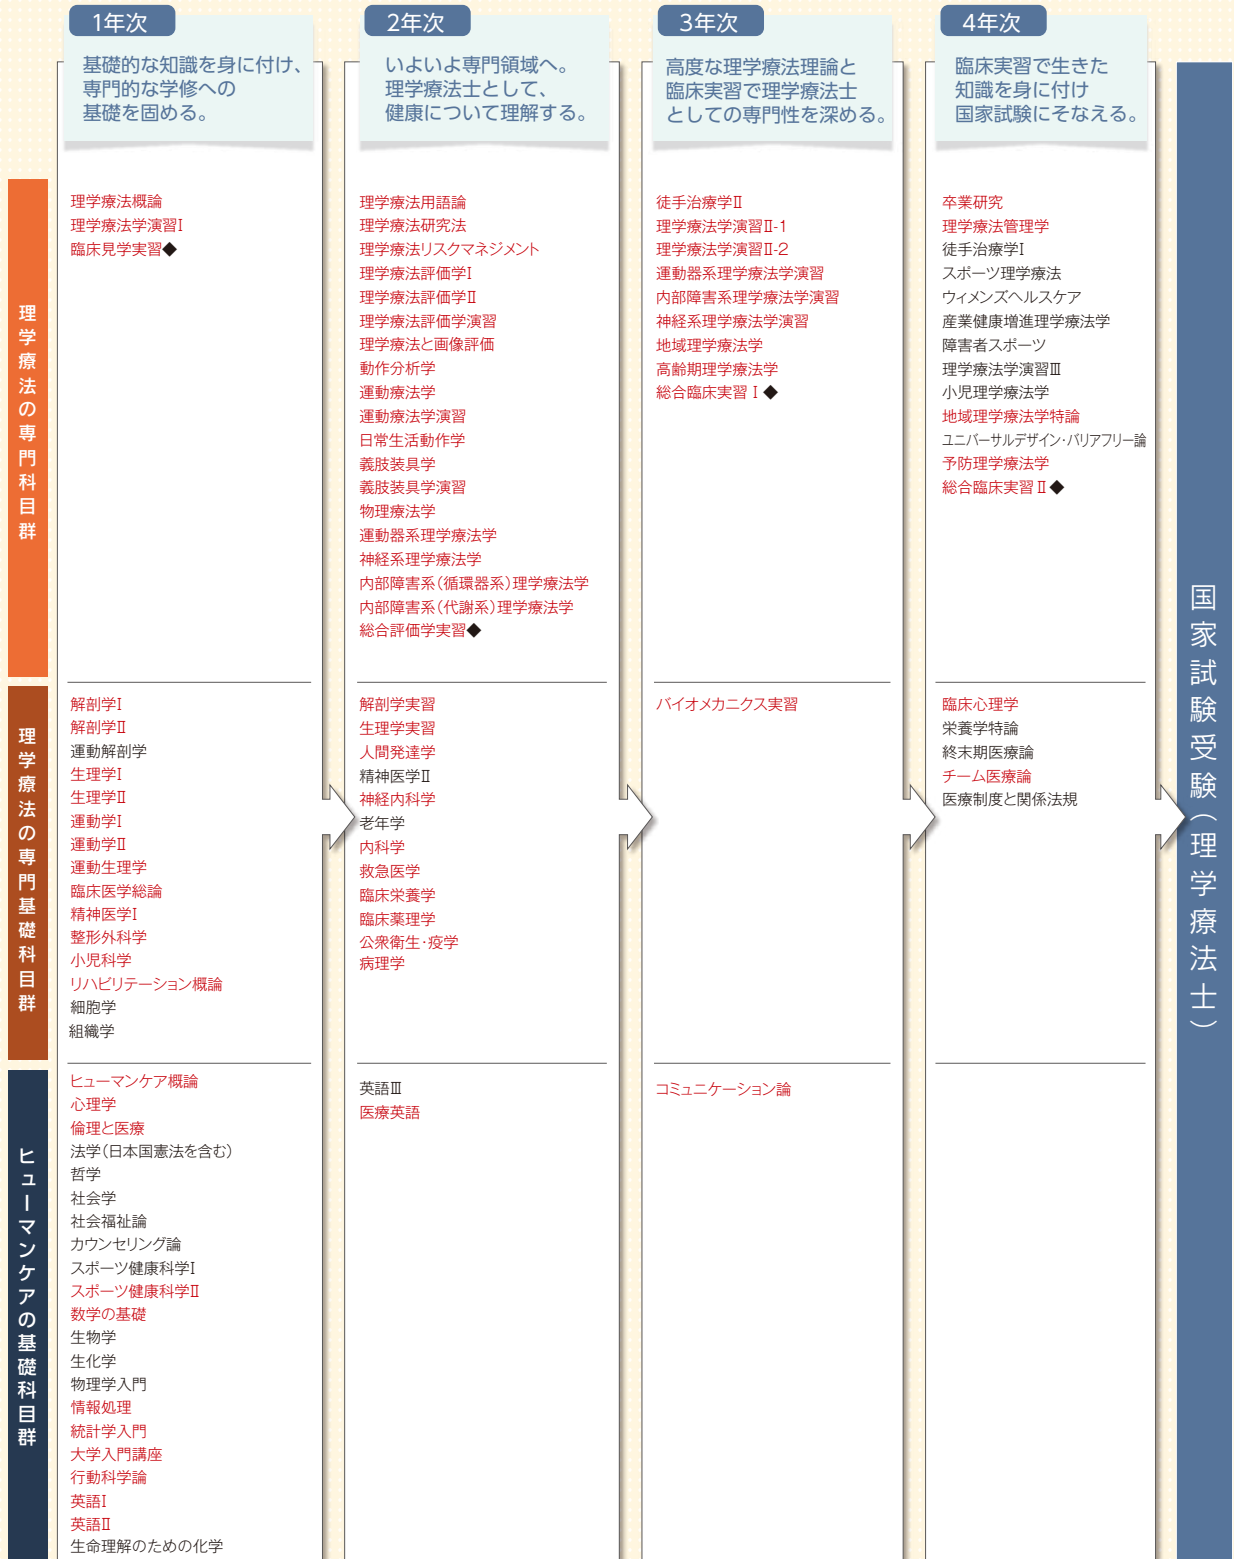 1年次
基礎的な知識を身に付け、
専門的な学修への
基礎を固める。
2年次
いよいよ専門領域へ。
理学療法士として、
健康について理解する。
3年次
高度な理学療法理論と
臨床実習で理学療法士
としての専門性を深める。
4年次
臨床実習で生きた
知識を身に付け
国家試験にそなえる。
理学療法の専門科目群
理学療法概論
理学療法学演習Ⅰ
臨床見学実習◆
理学療法用語論
理学療法研究法
理学療法リスクマネジメント
理学療法評価学Ⅰ
理学療法評価学Ⅱ
理学療法評価学演習
理学療法と画像評価
動作分析学
運動療法学
運動療法学演習
日常生活動作学
義肢装具学
義肢装具学演習
物理療法学
運動器系理学療法学
神経系理学療法学
内部障害系(循環器系)理学療法学
内部障害系(代謝系)理学療法学
総合評価学実習◆
徒手治療学Ⅱ
理学療法学演習Ⅱ-1
理学療法学演習Ⅱ-2
運動器系理学療法学演習
内部障害系理学療法学演習
神経系理学療法学演習
地域理学療法学
高齢期理学療法学
総合臨床実習Ⅰ◆
卒業研究
理学療法管理学
徒手治療学Ⅰ
スポーツ理学療法
ウィメンズヘルスケア
産業健康増進理学療法学
障害者スポーツ
理学療法学演習Ⅲ
小児理学療法学
地域理学療法学特論
ユニバーサルデザイン・バリアフリー論
予防理学療法学
総合臨床実習Ⅱ◆
理学療法の専門基礎科目群
解剖学Ⅰ
解剖学Ⅱ
運動解剖学
生理学Ⅰ
生理学Ⅱ
運動学Ⅰ
運動学Ⅱ
運動生理学
臨床医学総論
精神医学Ⅰ
整形外科学
小児科学
リハビリテーション概論
細胞学
組織学
解剖学実習
生理学実習
人間発達学
精神医学Ⅱ
神経内科学
老年学
内科学
救急医学
臨床栄養学
臨床薬理学
公衆衛生・疫学
病理学
バイオメカニクス実習
臨床心理学
栄養学特論
終末期医療論
チーム医療論
医療制度と関係法規
ヒューマンケアの基礎科目群
ヒューマンケア概論
心理学
倫理と医療
法学(日本国憲法を含む)
哲学
社会学
社会福祉論
カウンセリング論
スポーツ健康科学Ⅰ
スポーツ健康科学Ⅱ
数学の基礎
生物学
生化学
物理学入門
情報処理
統計学入門
大学入門講座
行動科学論
英語Ⅰ
英語Ⅱ
生命理解のための化学
英語Ⅲ
医療英語
コミュニケーション論
国家試験受験(理学療法士)